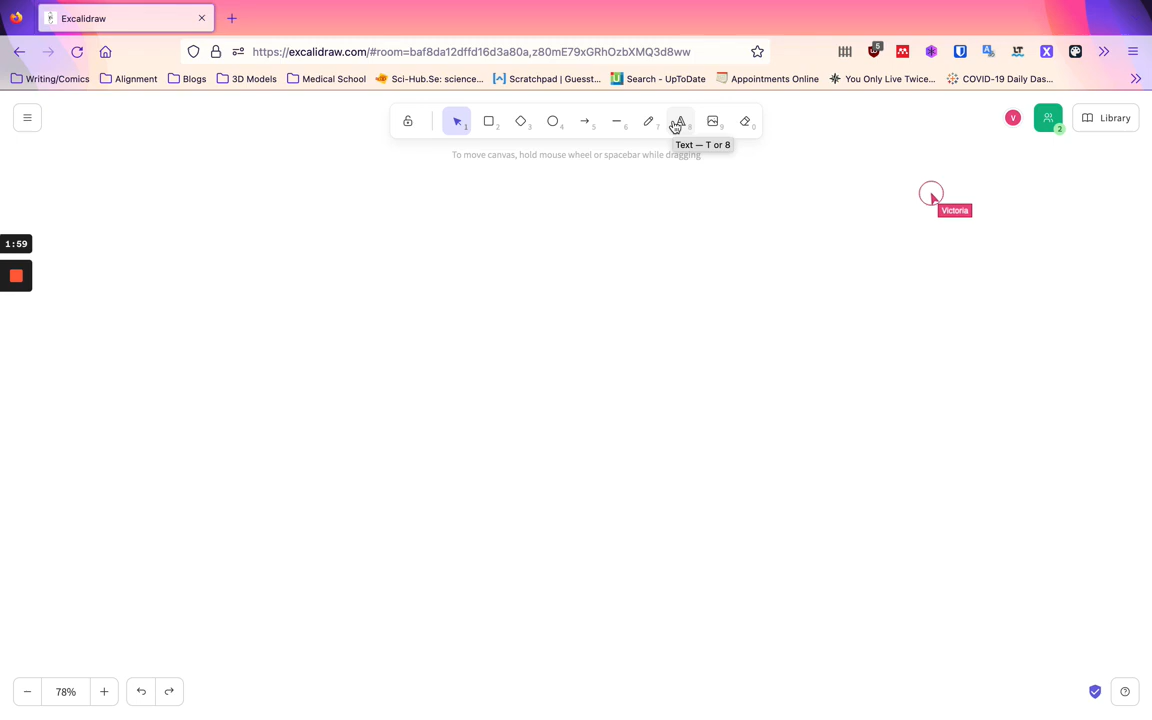 Excalidraw
https://excalidraw.com/#room=baf8da12dffd16d3a80a,z80mE79xGRhOzbXMQ3d8ww
5
Writing/Comics Alignment Blogs 3D Models Medical School Sci-Hub.Se: science... Scratchpad | Guesst... Search - UpToDate Appointments Online You Only Live Twice... COVID-19 Daily Das...
1 2 3 4 5 6 7 8 9 0
V 2 Library
Text — T or 8
To move canvas, hold mouse wheel or spacebar while dragging
Victoria
1:59
78%